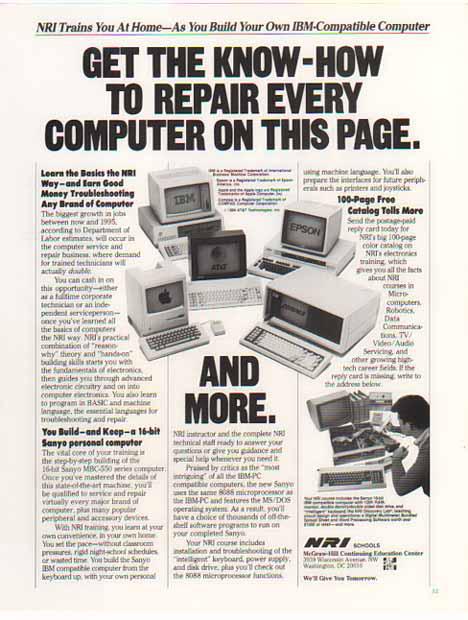 NRI Trains You At Home—As You Build Your Own IBM-Compatible Computer
GET THE KNOW-HOW
TO REPAIR EVERY
COMPUTER ON THIS PAGE.
Learn the Basics the NRI
Way—and Earn Good
Money Troubleshooting
Any Brand of Computer
The biggest growth in jobs
between now and 1995,
according to Department of
Labor estimates, will occur in
the computer service and
repair business, where demand
for trained technicians will
actually double.
You can cash in on
this opportunity—either
as a fulltime corporate
technician or an inde-
pendent serviceperson—
once you've learned all
the basics of computers
the NRI way. NRI's practical
combination of "reason-
why" theory and "hands-on"
building skills starts you with
the fundamentals of electronics,
then guides you through advanced
electronic circuitry and on into
computer electronics. You also learn
to program in BASIC and machine
language, the essential languages for
troubleshooting and repair.
You Build—and Keep—a 16-bit
Sanyo personal computer
The vital core of your training is
the step-by-step building of the
16-bit Sanyo MBC-550 series computer.
Once you've mastered the details of
this state-of-the-art machine, you'll
be qualified to service and repair
virtually every major brand of
computer, plus many popular
peripheral and accessory devices.
With NRI training, you learn at your
own convenience, in your own home.
You set the pace—without classroom
pressures, rigid night-school schedules,
or wasted time. You build the Sanyo
IBM compatible computer from the
keyboard up, with your own personal
IBM is a Registered Trademark of International
Business Machine Corporation.
Epson is a Registered Trademark of Epson
America, Inc.
Apple and the Apple logo are Registered
Trademarks of Apple Computer, Inc.
Compaq is a Registered Trademark of
COMPAQ Computer Corporation.
© 1984 AT&T Technologies, Inc.
IBM
AT&T
EPSON
AND
MORE.
NRI instructor and the complete NRI
technical staff ready to answer your
questions or give you guidance and
special help whenever you need it.
Praised by critics as the "most
intriguing" of all the IBM-PC
compatible computers, the new Sanyo
uses the same 8088 microprocessor as
the IBM-PC and features the MS/DOS
operating system. As a result, you'll
have a choice of thousands of off-the-
shelf software programs to run on
your completed Sanyo.
Your NRI course includes
installation and troubleshooting of the
"intelligent" keyboard, power supply,
and disk drive, plus you'll check out
the 8088 microprocessor functions,
using machine language. You'll also
prepare the interfaces for future periph-
erals such as printers and joysticks.
100-Page Free
Catalog Tells More
Send the postage-paid
reply card today for
NRI's big 100-page
color catalog on
NRI's electronics
training, which
gives you all the facts
about NRI
courses in
Micro-
computers,
Robotics,
Data
Communica-
tions, TV/
Video/Audio
Servicing, and
other growing high-
tech career fields. If the
reply card is missing, write to
the address below.
Your NRI course includes the Sanyo 16-bit
IBM compatible computer with 128K RAM,
monitor, double density/double sided disk drive, and
"intelligent" keyboard; the NRI Discovery Lab®, teaching
circuit design and operations; a Digital Multimeter; Bundled
Spread Sheet and Word Processing Software worth over
$1500 at retail—and more.
NRI SCHOOLS
McGraw-Hill Continuing Education Center
3939 Wisconsin Avenue, NW
Washington, DC 20016
We'll Give You Tomorrow.